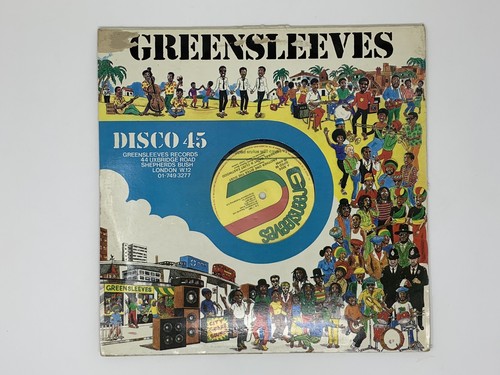 GREENSLEEVES
DISCO 45
GREENSLEEVES RECORDS
44 UXBRIDGE ROAD
SHEPHERDS BUSH
LONDON W12
01-749 3277
Greensleeves
GREENSLEEVES